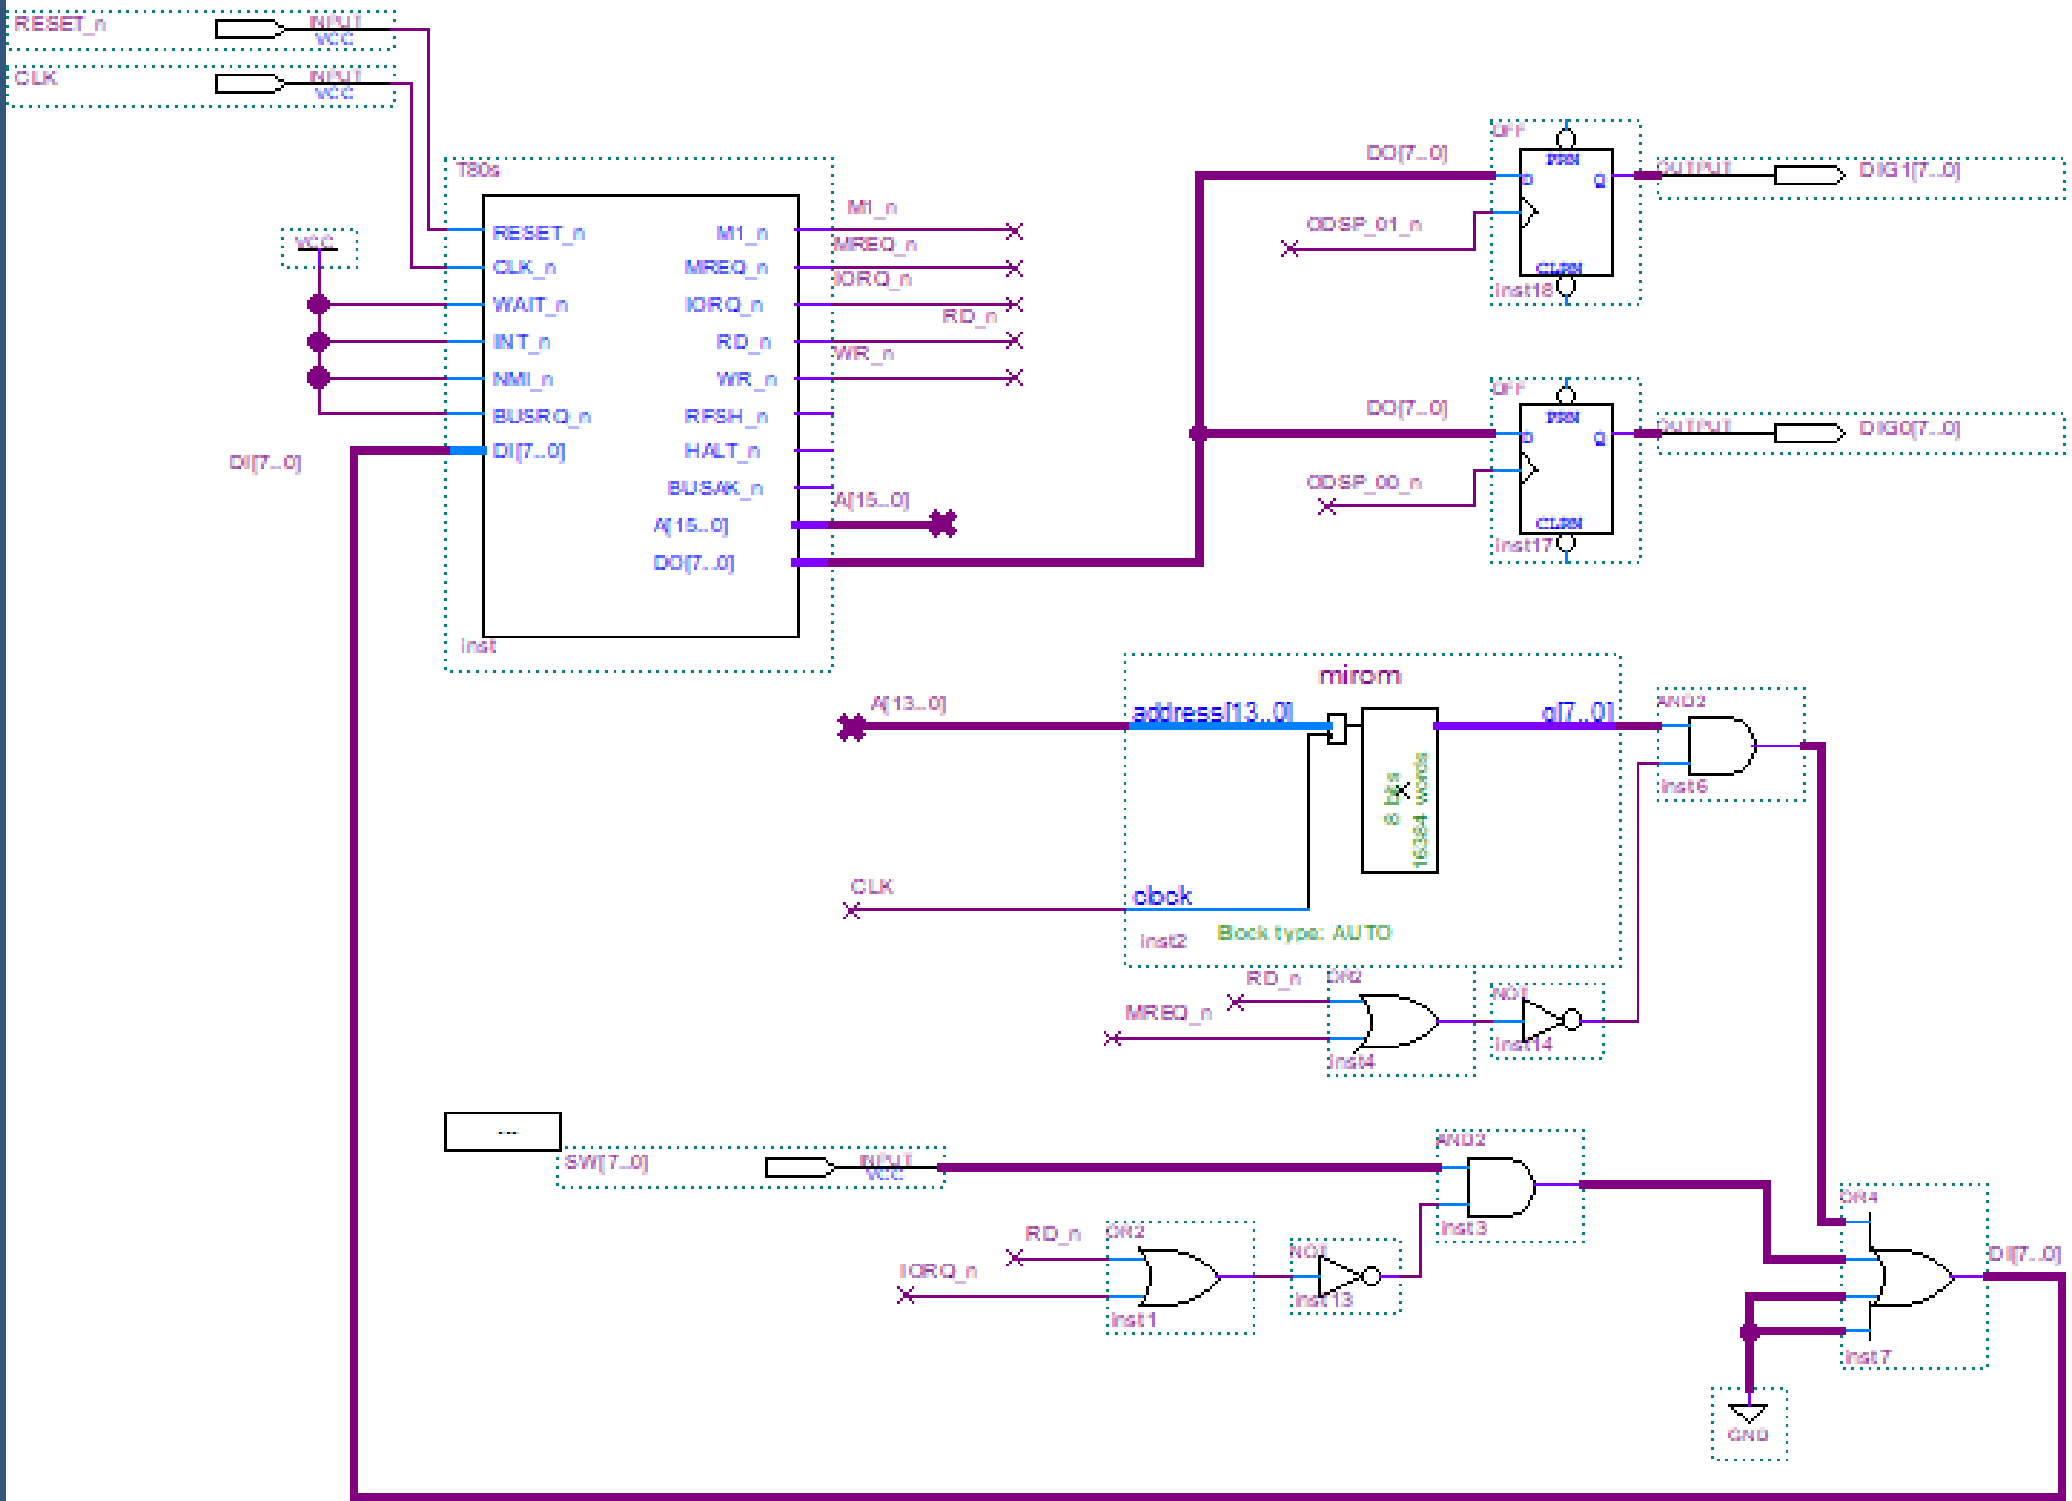 RESET_n
INPUT
VCC
CLK
INPUT
VCC
T80s
VCC
RESET_n
CLK_n
WAIT_n
INT_n
NMI_n
BUSRQ_n
DI[7..0]
M1_n
MREQ_n
IORQ_n
RD_n
WR_n
RFSH_n
HALT_n
BUSAK_n
A[15..0]
DO[7..0]
inst
DI[7..0]
M1_n
MREQ_n
IORQ_n
RD_n
WR_n
A[15..0]
DO[7..0]
ODSP_01_n
DFF
PRN
D
Q
CLRN
inst18
OUTPUT
DIG1[7..0]
DO[7..0]
ODSP_00_n
DFF
PRN
D
Q
CLRN
inst17
OUTPUT
DIG0[7..0]
mirom
A[13..0]
address[13..0]
q[7..0]
8 bits
x
16384 words
CLK
clock
inst2
Block type: AUTO
AND2
inst6
RD_n
MREQ_n
OR2
inst4
NOT
inst14
SW[7..0]
INPUT
VCC
AND2
inst3
RD_n
IORQ_n
OR2
inst1
NOT
inst13
OR4
inst7
DI[7..0]
GND